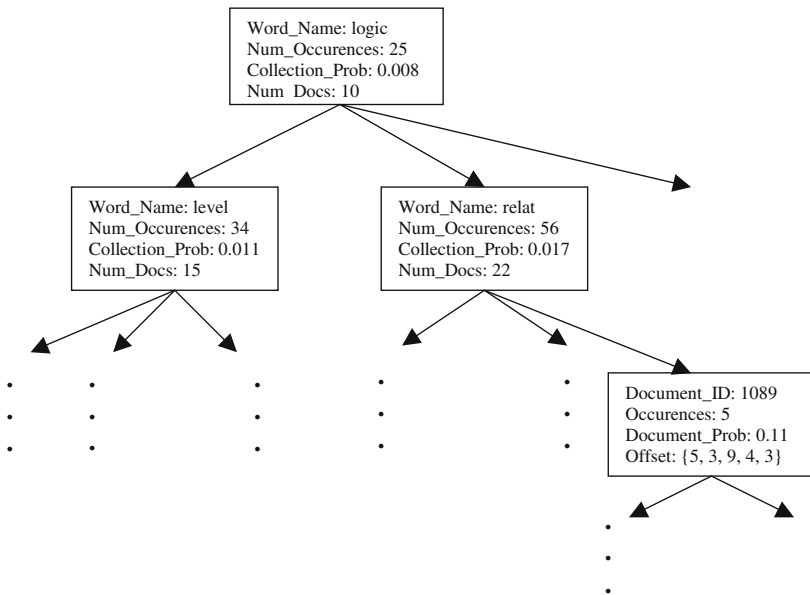 Word_Name: logic
Num_Occurences: 25
Collection_Prob: 0.008
Num Docs: 10
Word_Name: level
Num_Occurences: 34
Collection_Prob: 0.011
Num_Docs: 15
Word_Name: relat
Num_Occurences: 56
Collection_Prob: 0.017
Num_Docs: 22
Document_ID: 1089
Occurences: 5
Document_Prob: 0.11
Offset: {5, 3, 9, 4, 3}